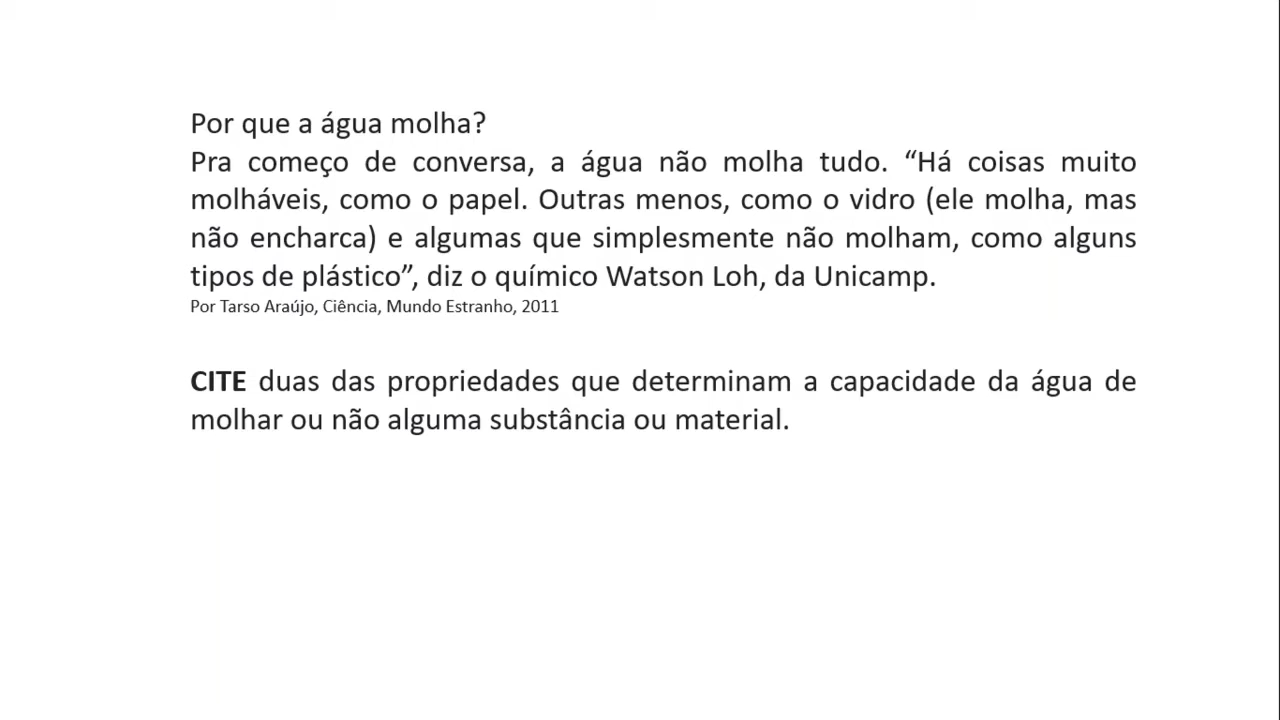 Por que a água molha?
Pra começo de conversa, a água não molha tudo. “Há coisas muito
molháveis, como o papel. Outras menos, como o vidro (ele molha, mas
não encharca) e algumas que simplesmente não molham, como alguns
tipos de plástico”, diz o químico Watson Loh, da Unicamp.
Por Tarso Araújo, Ciência, Mundo Estranho, 2011
CITE duas das propriedades que determinam a capacidade da água de
molhar ou não alguma substância ou material.